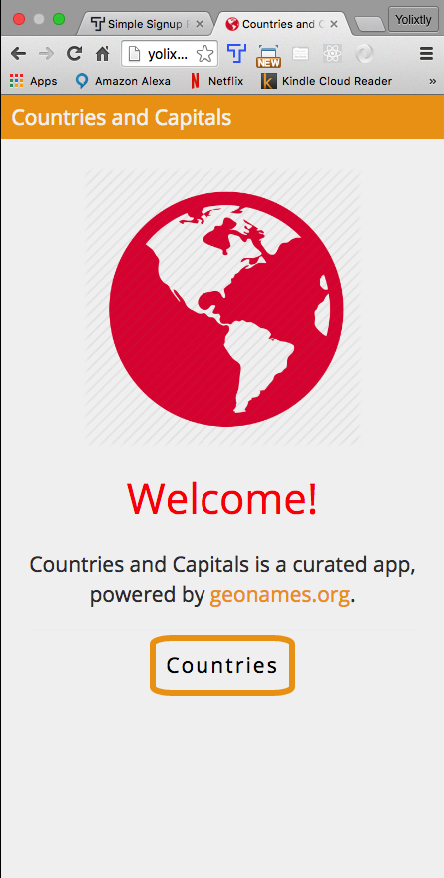 Simple Signup
Countries and C
Yolixtly
yolix...
NEW
Apps
Amazon Alexa
Netflix
Kindle Cloud Reader
»
Countries and Capitals
Welcome!
Countries and Capitals is a curated app,
powered by geonames.org.
Countries